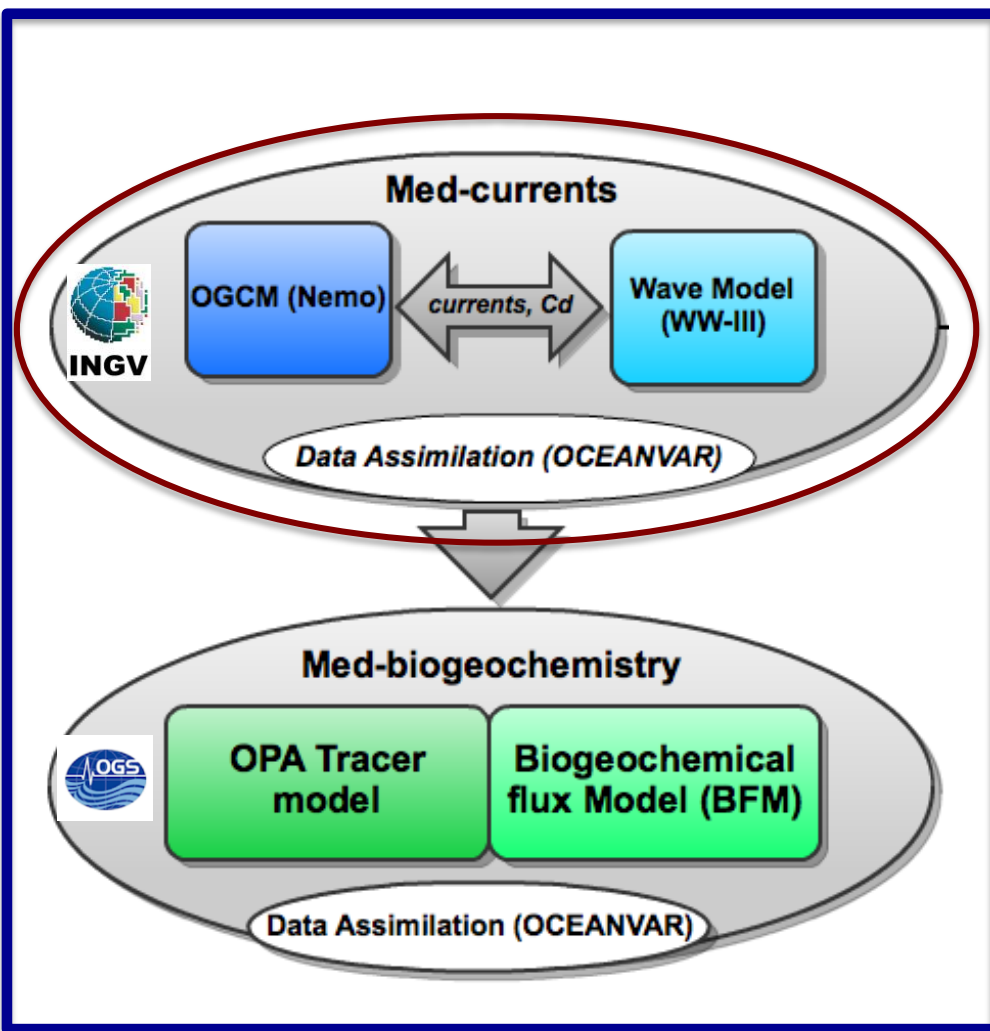 Med-currents
OGCM (Nemo)
currents, Cd
Wave Model
(WW-III)
INGV
Data Assimilation (OCEANVAR)
Med-biogeochemistry
OGS
OPA Tracer
model
Biogeochemical
flux Model (BFM)
Data Assimilation (OCEANVAR)